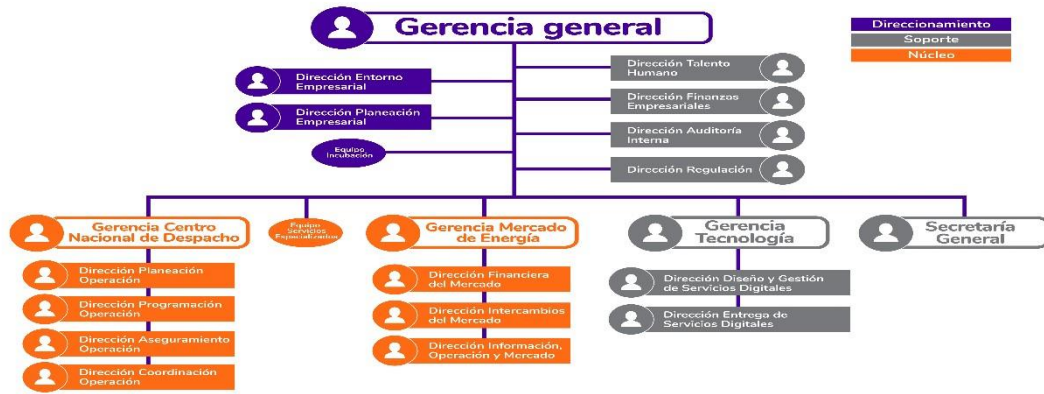 Gerencia general
Direccionamiento
Soporte
Núcleo
Dirección Entorno
Empresarial
Dirección Planeación
Empresarial
Equipo
Incubación
Dirección Talento
Humano
Dirección Finanzas
Empresariales
Dirección Auditoría
Interna
Dirección Regulación
Gerencia Centro
Nacional de Despacho
Dirección Planeación
Operación
Dirección Programación
Operación
Dirección Aseguramiento
Operación
Dirección Coordinación
Operación
Equipo
Servicios
Especializados
Gerencia Mercado
de Energía
Dirección Financiera
del Mercado
Dirección Intercambios
del Mercado
Dirección Información,
Operación y Mercado
Gerencia
Tecnología
Dirección Diseño y Gestión
de Servicios Digitales
Dirección Entrega de
Servicios Digitales
Secretaría
General